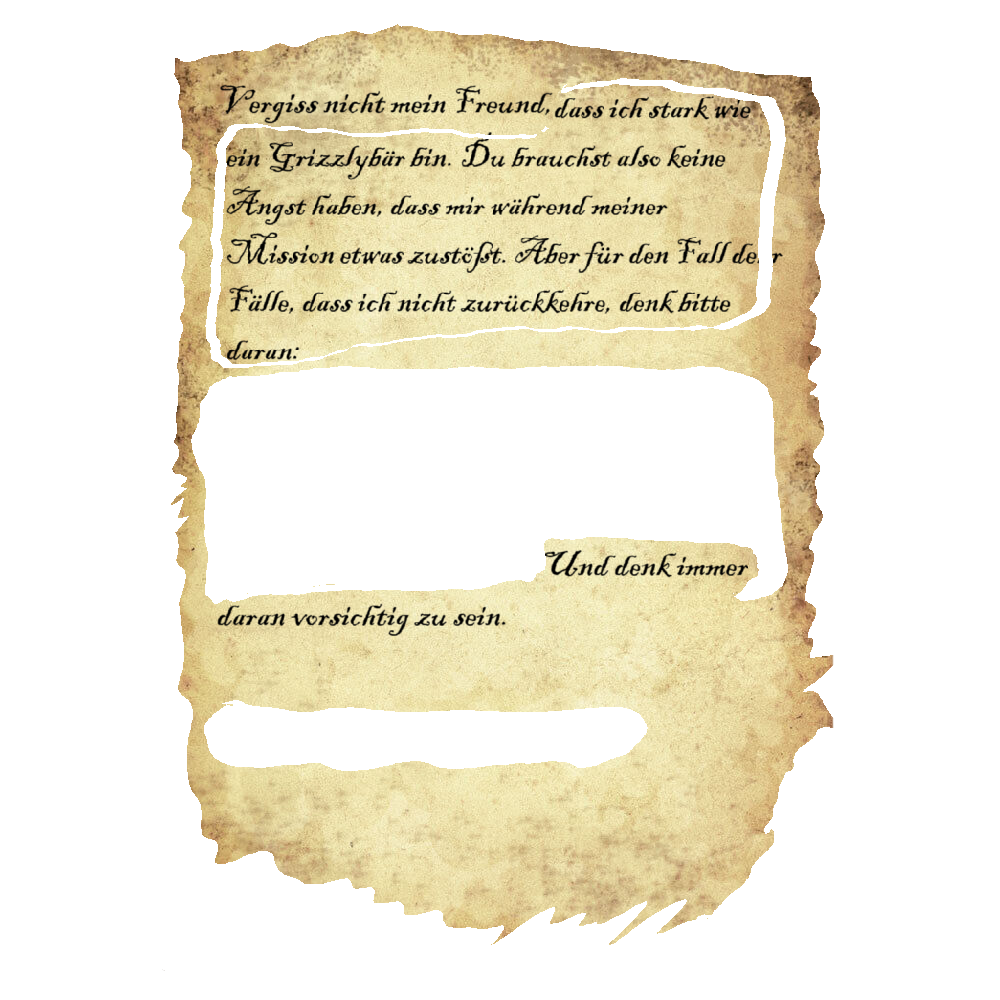 Vergiss nicht mein Freund, dass ich stark wie
ein Grizzlybär bin. Du brauchst also keine
Angst haben, dass mir während meiner
Mission etwas zustößt. Aber für den Fall der
Fälle, dass ich nicht zurückkehre, denk bitte
daran:
Und denk immer
daran vorsichtig zu sein.